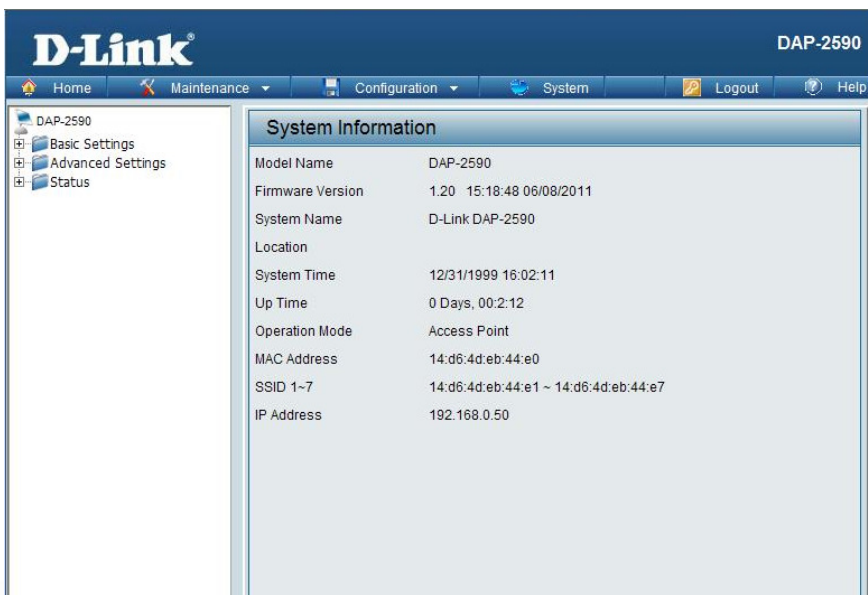 D-Link®
DAP-2590
Home Maintenance Configuration System Logout Help
DAP-2590
Basic Settings
Advanced Settings
Status
System Information
Model Name DAP-2590
Firmware Version 1.20 15:18:48 06/08/2011
System Name D-Link DAP-2590
Location
System Time 12/31/1999 16:02:11
Up Time 0 Days, 00:2:12
Operation Mode Access Point
MAC Address 14:d6:4d:eb:44:e0
SSID 1~7 14:d6:4d:eb:44:e1 ~ 14:d6:4d:eb:44:e7
IP Address 192.168.0.50